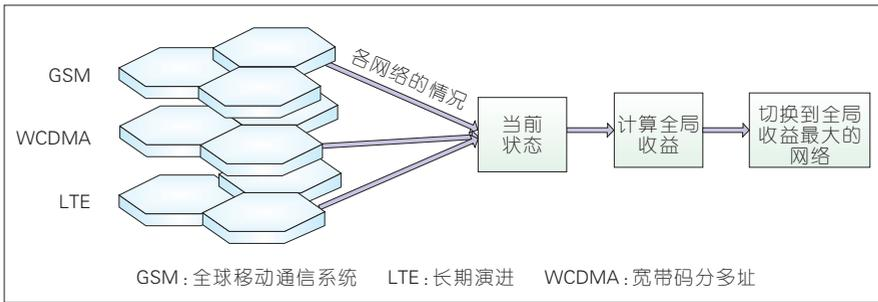 GSM
WCDMA
LTE
各网络的情况
当前
状态
计算全局
收益
切换到全局
收益最大的
网络
GSM:全球移动通信系统 LTE:长期演进 WCDMA:宽带码分多址